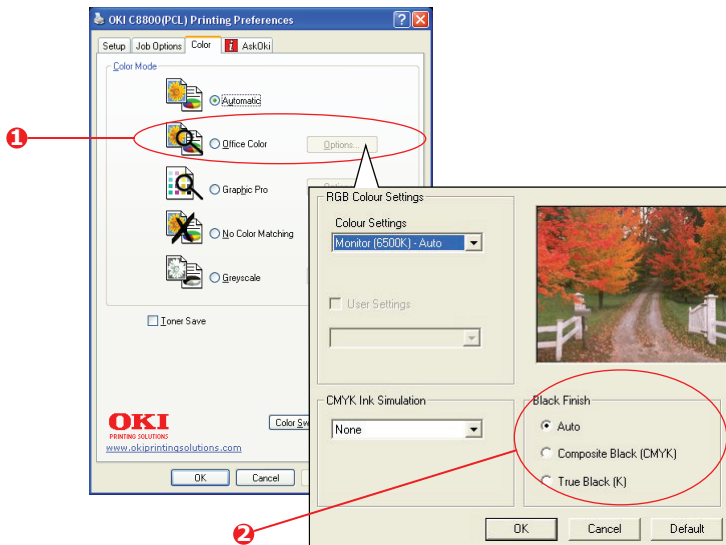 OKI C8800(PCL) Printing Preferences
Setup Job Options Color AskOki
Color Mode
Automatic
1
Office Color Options...
Graphic Pro
No Color Matching
Greyscale
Toner Save
OKI
PRINTING SOLUTIONS
www.okiprintingsolutions.com
OK Cancel
RGB Colour Settings
Colour Settings
Monitor (6500K) - Auto
User Settings
CMYK Ink Simulation
None
Black Finish
Auto
Composite Black (CMYK)
True Black (K)
2
OK Cancel Default